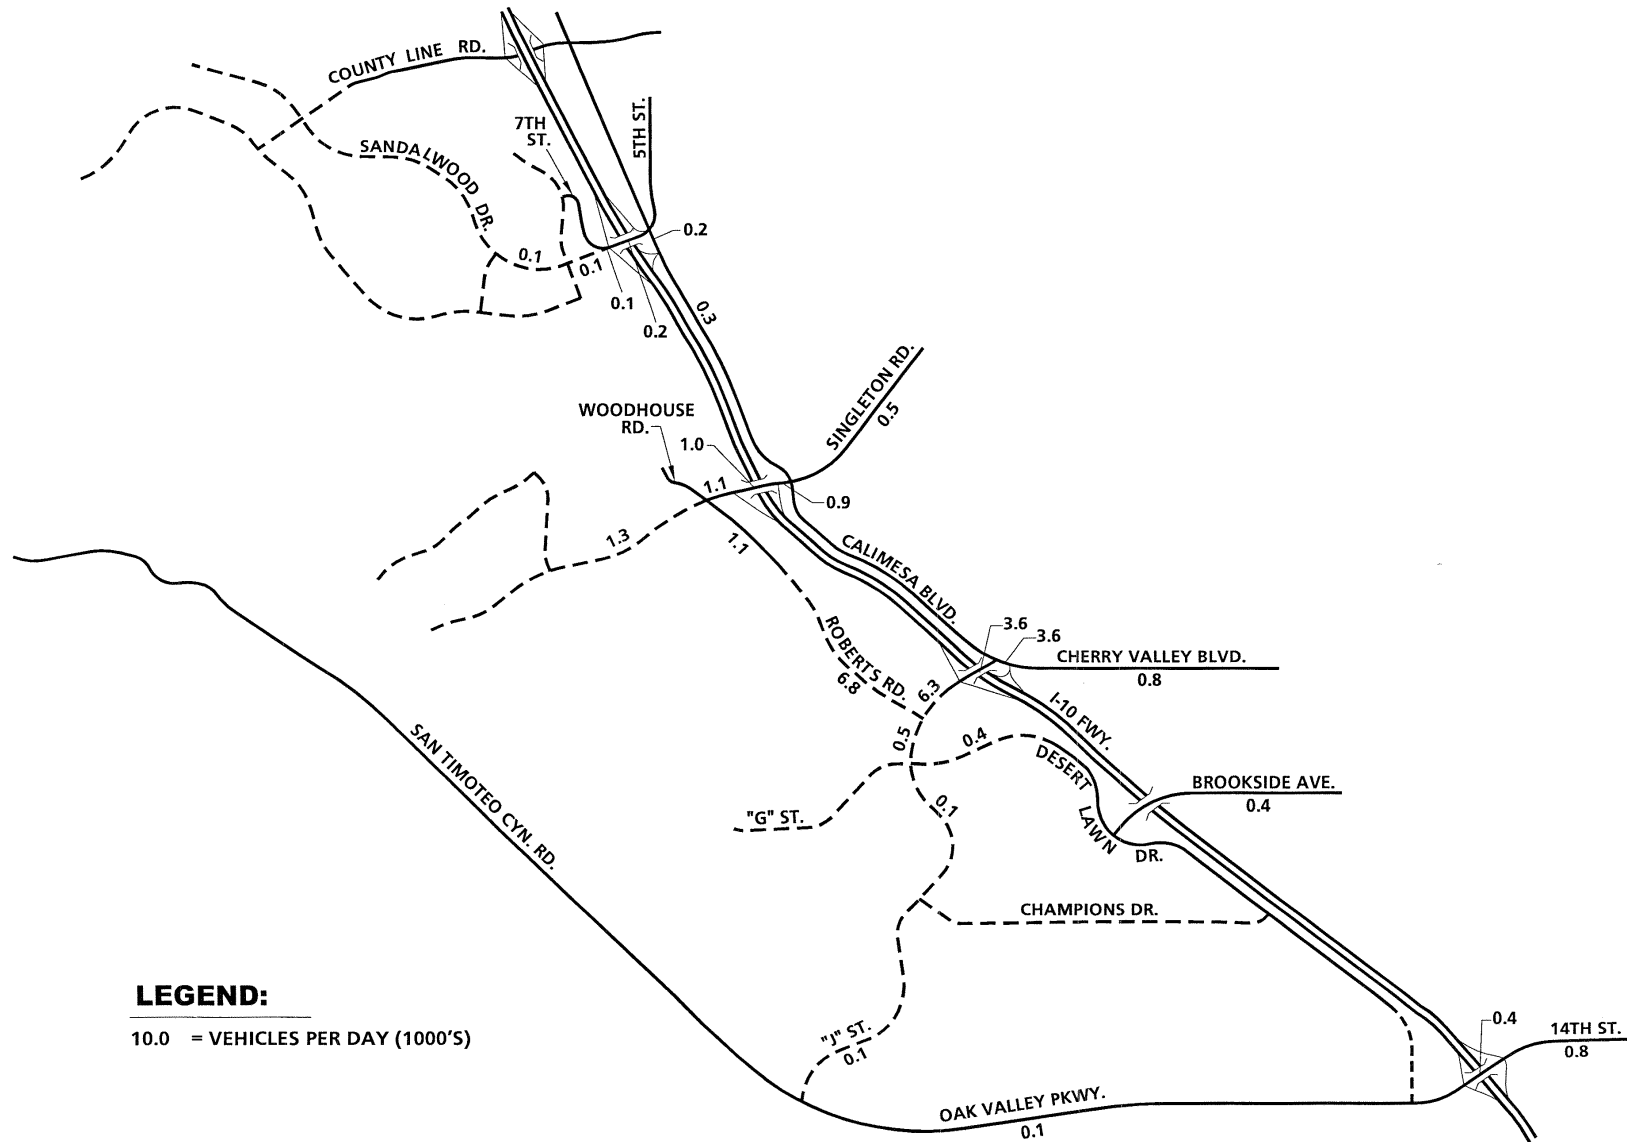 COUNTY LINE RD.
7TH
ST.
5TH ST.
SANDALWOOD DR.
0.2
0.1
0.1
0.1
0.2
0.3
SINGLETON RD.
0.5
WOODHOUSE
RD.
1.0
1.1
0.9
1.3
1.1
CALIMESA BLVD.
3.6
3.6
CHERRY VALLEY BLVD.
0.8
ROBERTS RD.
6.8
6.3
I-10 FWY.
0.5
0.4
DESERT
LAWN
DR.
BROOKSIDE AVE.
0.4
"G" ST.
0.1
SAN TIMOTEO CYN. RD.
CHAMPIONS DR.
LEGEND:
10.0 = VEHICLES PER DAY (1000'S)
"J" ST.
0.1
0.4
14TH ST.
0.8
OAK VALLEY PKWY.
0.1